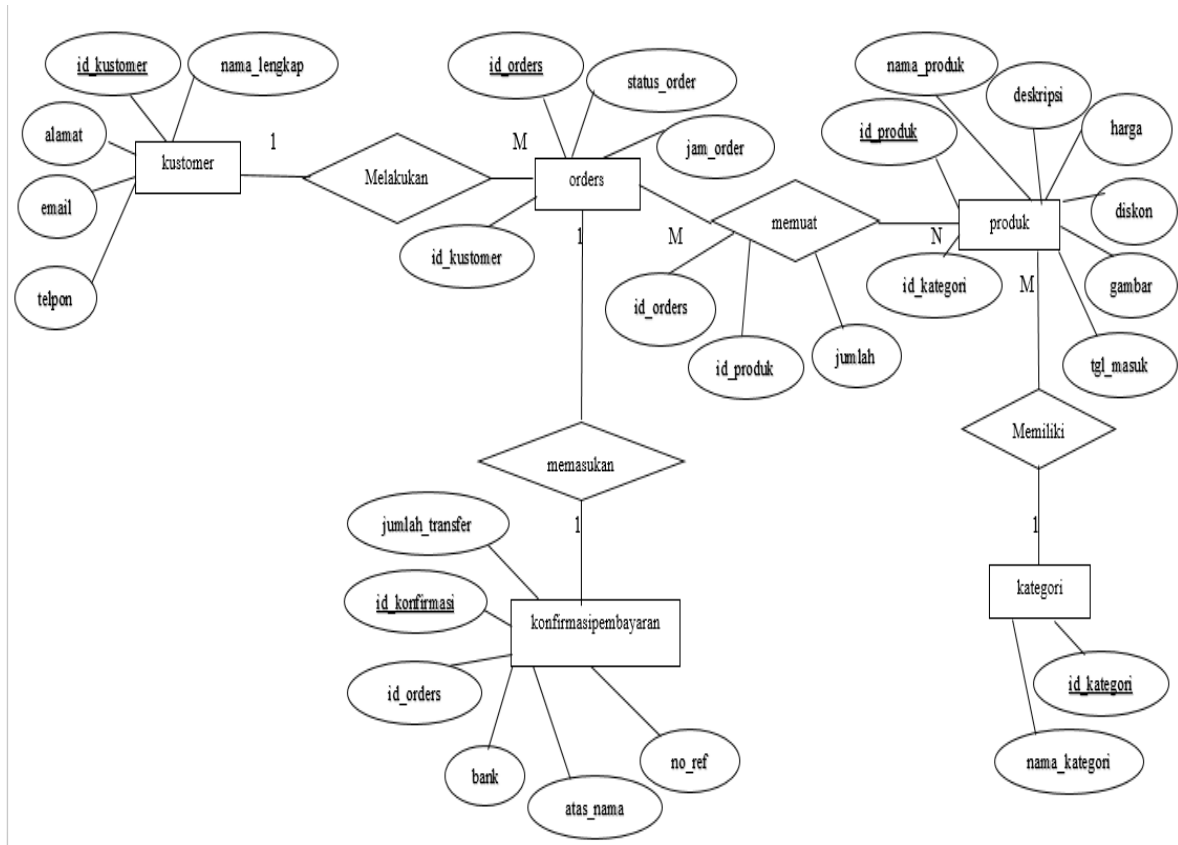 nama_produk
id_kustomer
nama_lengkap
id_orders
status_order
deskripsi
harga
alamat
1
M
jam_order
id_produk
kustomer
Melakukan
orders
email
diskon
memuat
produk
id_kustomer
1
M
N
id_kategori
M
gambar
telpon
id_orders
jumlah
id_produk
tgl_masuk
Memiliki
memasukan
jumlah_transfer
1
1
id_konfirmasi
konfirmasipembayaran
kategori
id_orders
id_kategori
bank
no_ref
nama_kategori
atas_nama